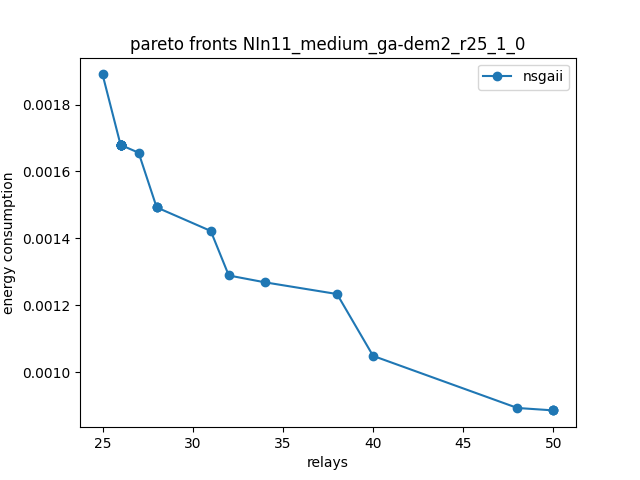 pareto fronts NIn11_medium_ga-dem2_r25_1_0
nsgaii
energy consumption
0.0018
0.0016
0.0014
0.0012
0.0010
25 30 35 40 45 50
relays